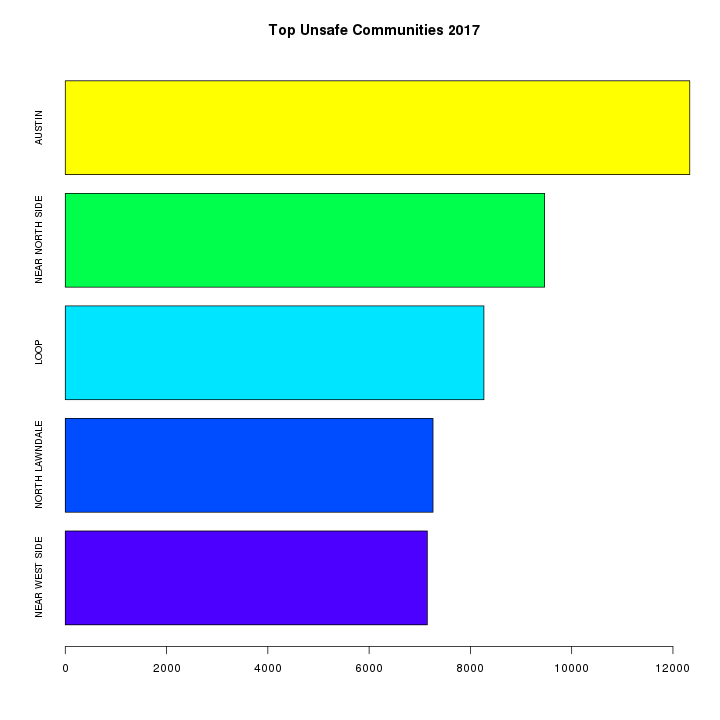 Top Unsafe Communities 2017
AUSTIN
NEAR NORTH SIDE
LOOP
NORTH LAWNDALE
NEAR WEST SIDE
0 2000 4000 6000 8000 10000 12000